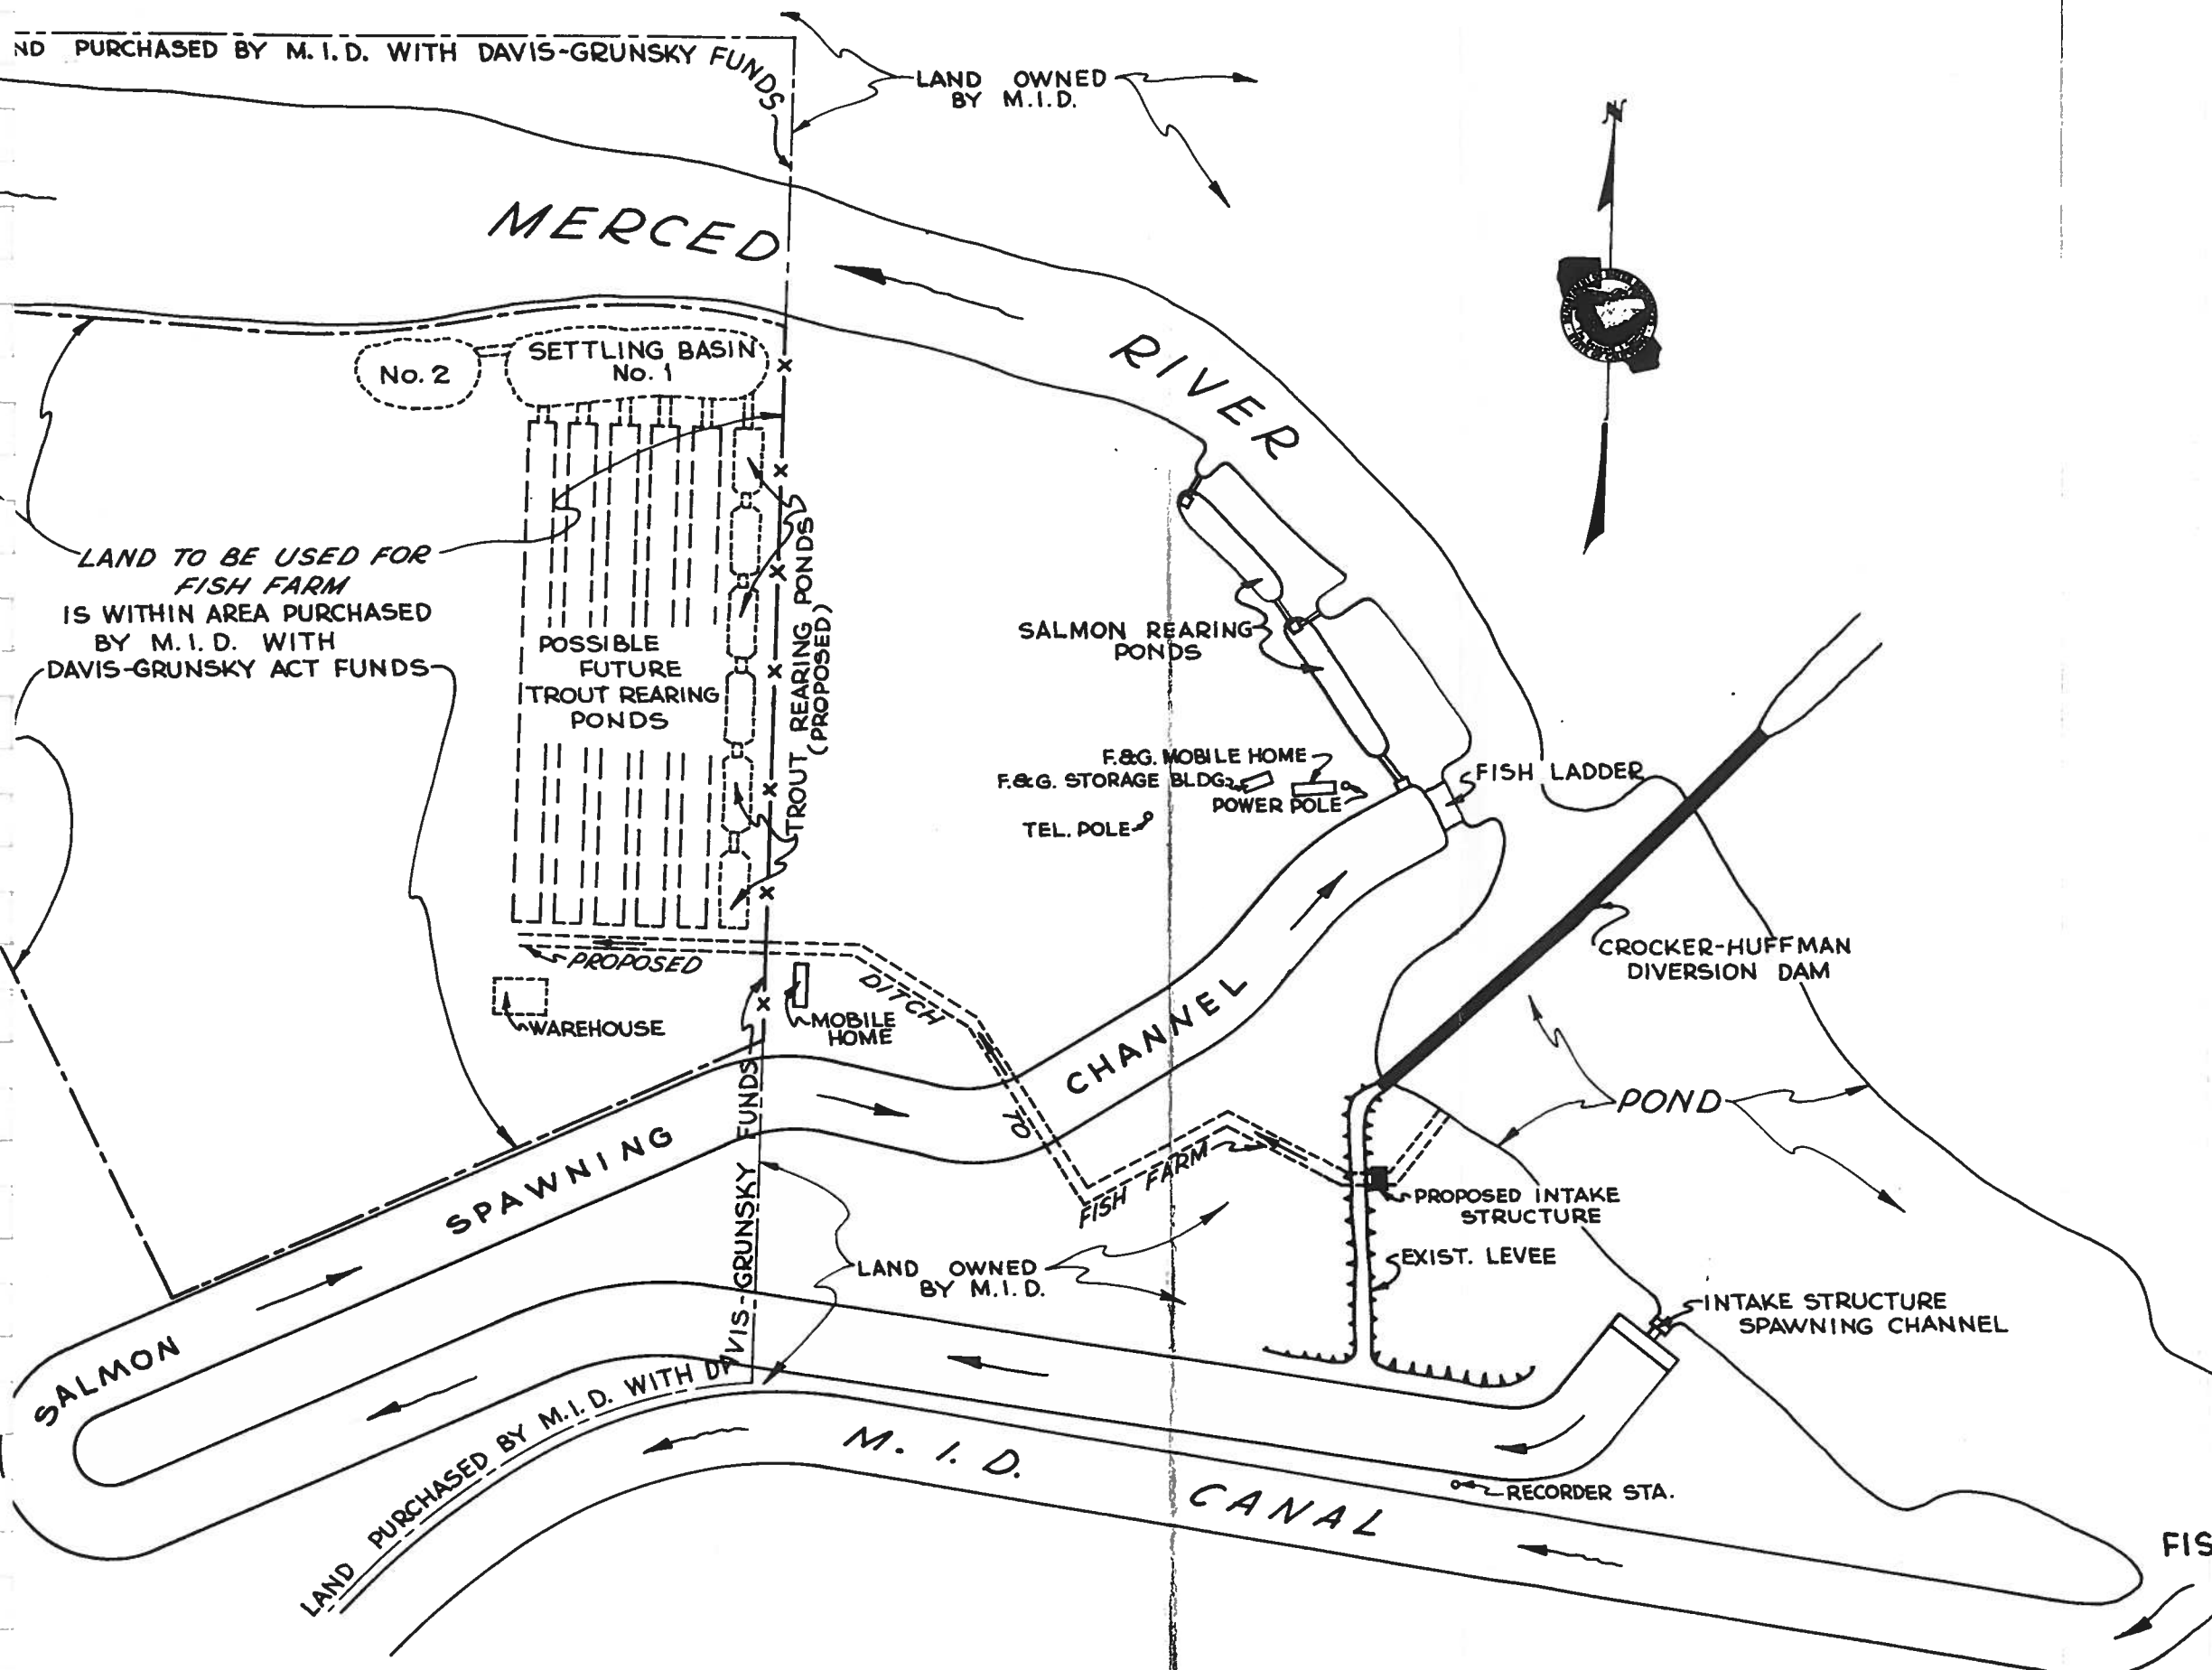 ND PURCHASED BY M.I.D. WITH DAVIS-GRUNSKY FUNDS
LAND OWNED
BY M.I.D.
N
MERCED
RIVER
SETTLING BASIN
No. 1
No. 2
LAND TO BE USED FOR
FISH FARM
IS WITHIN AREA PURCHASED
BY M.I.D. WITH
DAVIS-GRUNSKY ACT FUNDS
POSSIBLE
FUTURE
TROUT REARING
PONDS
TROUT REARING PONDS
(PROPOSED)
SALMON REARING
PONDS
F.&G. MOBILE HOME
F.&G. STORAGE BLDG.
POWER POLE
TEL. POLE
FISH LADDER
CROCKER-HUFFMAN
DIVERSION DAM
PROPOSED
DITCH
TO
FISH FARM
WAREHOUSE
MOBILE
HOME
POND
PROPOSED INTAKE
STRUCTURE
EXIST. LEVEE
INTAKE STRUCTURE
SPAWNING CHANNEL
SALMON SPAWNING CHANNEL
LAND OWNED
BY M.I.D.
LAND PURCHASED BY M.I.D. WITH DAVIS-GRUNSKY FUNDS
M.I.D. CANAL
RECORDER STA.
FIS